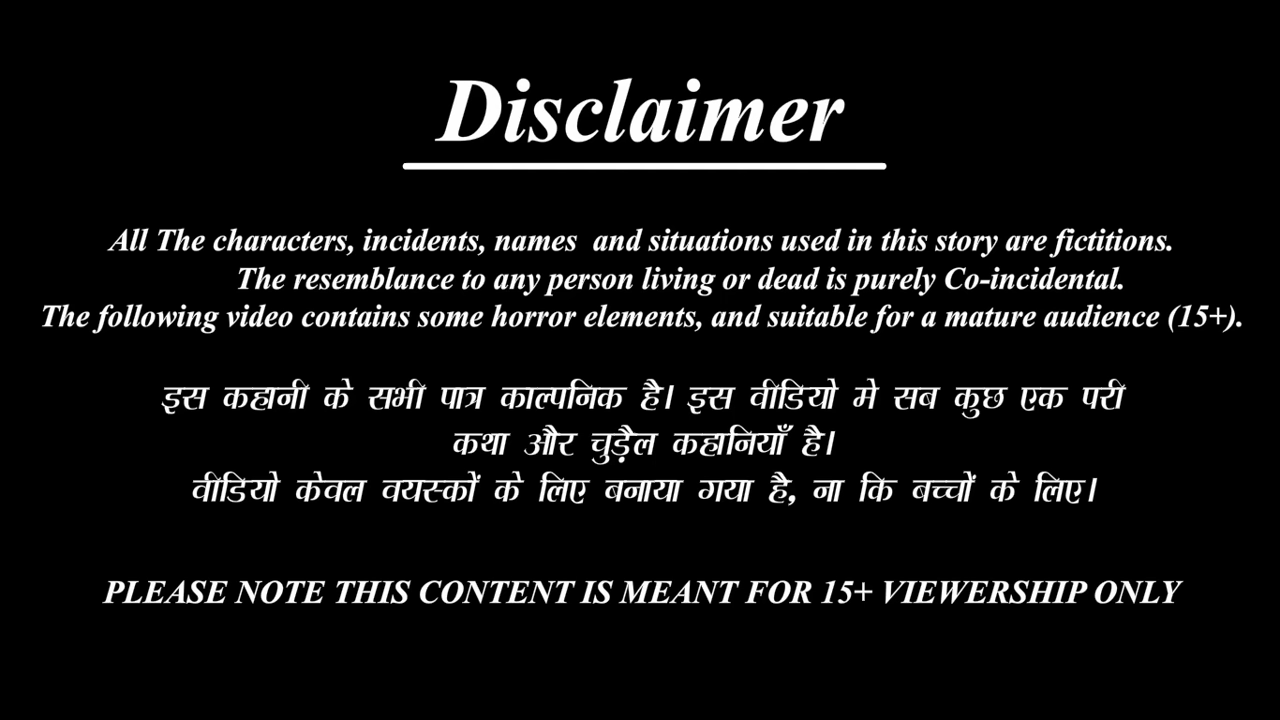 Disclaimer
All The characters, incidents, names and situations used in this story are fictitions.
The resemblance to any person living or dead is purely Co-incidental.
The following video contains some horror elements, and suitable for a mature audience (15+).
इस कहानी के सभी पात्र काल्पनिक है। इस वीडियो मे सब कुछ एक परी
कथा और चुड़ैल कहानियाँ है।
वीडियो केवल वयस्कों के लिए बनाया गया है, ना कि बच्चों के लिए।
PLEASE NOTE THIS CONTENT IS MEANT FOR 15+ VIEWERSHIP ONLY